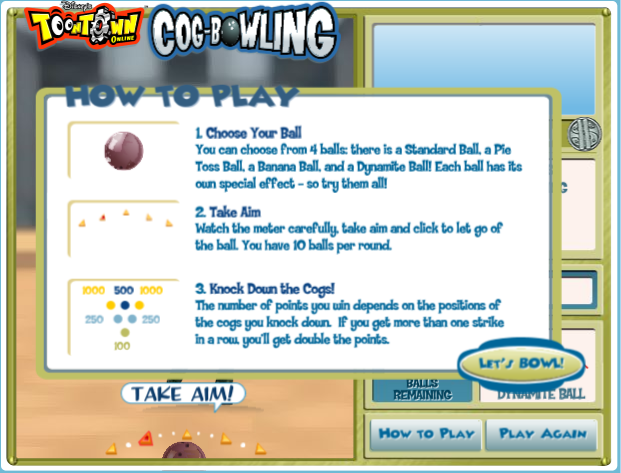 Disney's
TOONTOWN
ONLINE
COG-BOWLING
HOW TO PLAY
1. Choose Your Ball
You can choose from 4 balls: there is a Standard Ball, a Pie
Toss Ball, a Banana Ball, and a Dynamite Ball! Each ball has its
own special effect - so try them all!
2. Take Aim
Watch the meter carefully, take aim and click to let go of
the ball. You have 10 balls per round.
1000 500 1000
250 250
100
3. Knock Down the Cogs!
The number of points you win depends on the positions of
the cogs you knock down. If you get more than one strike
in a row, you'll get double the points.
LET'S BOWL!
TAKE AIM!
BALLS
REMAINING
DYNAMITE BALL
HOW TO PLAY
PLAY AGAIN